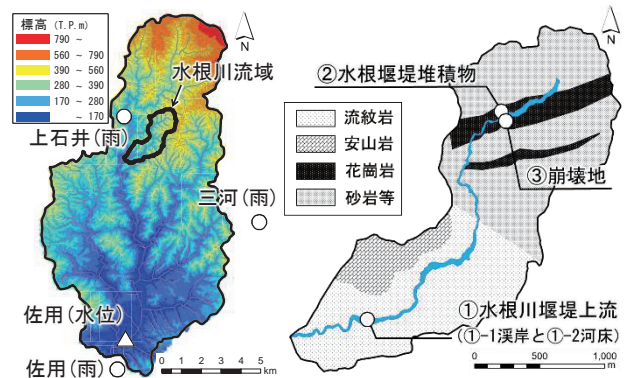 標高 (T.P.m)
790 ~
560 ~ 790
390 ~ 560
280 ~ 390
170 ~ 280
~ 170
N
水根川流域
上石井(雨)
三河(雨)
佐用(水位)
佐用(雨)
0 1 2 3 4 5
km
N
②水根堰堤堆積物
流紋岩
安山岩
花崗岩
砂岩等
③崩壊地
①水根川堰堤上流
(①-1渓岸と①-2河床)
0 500 1,000
m